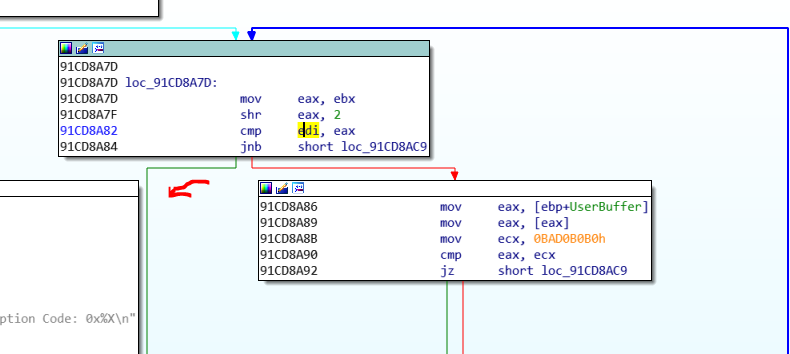 91CD8A7D
91CD8A7D loc_91CD8A7D:
91CD8A7D mov eax, ebx
91CD8A7F shr eax, 2
91CD8A82 cmp edi, eax
91CD8A84 jnb short loc_91CD8AC9
91CD8A86 mov eax, [ebp+UserBuffer]
91CD8A89 mov eax, [eax]
91CD8A8B mov ecx, 0BAD0B0B0h
91CD8A90 cmp eax, ecx
91CD8A92 jz short loc_91CD8AC9
ption Code: 0x%X\n"